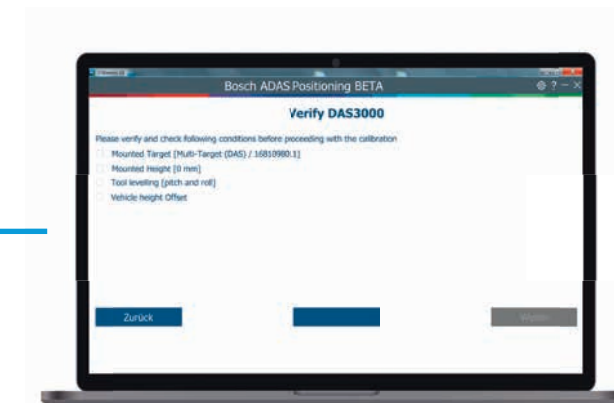 Bosch ADAS Positioning BETA
? − ×
Verify DAS3000
Please verify and check following conditions before proceeding with the calibration
Mounted Target [Multi-Target (DAS) / 1681098D:1]
Mounted Height [0 mm]
Tool levelling (pitch and roll)
Vehicle height Offset
Zurück